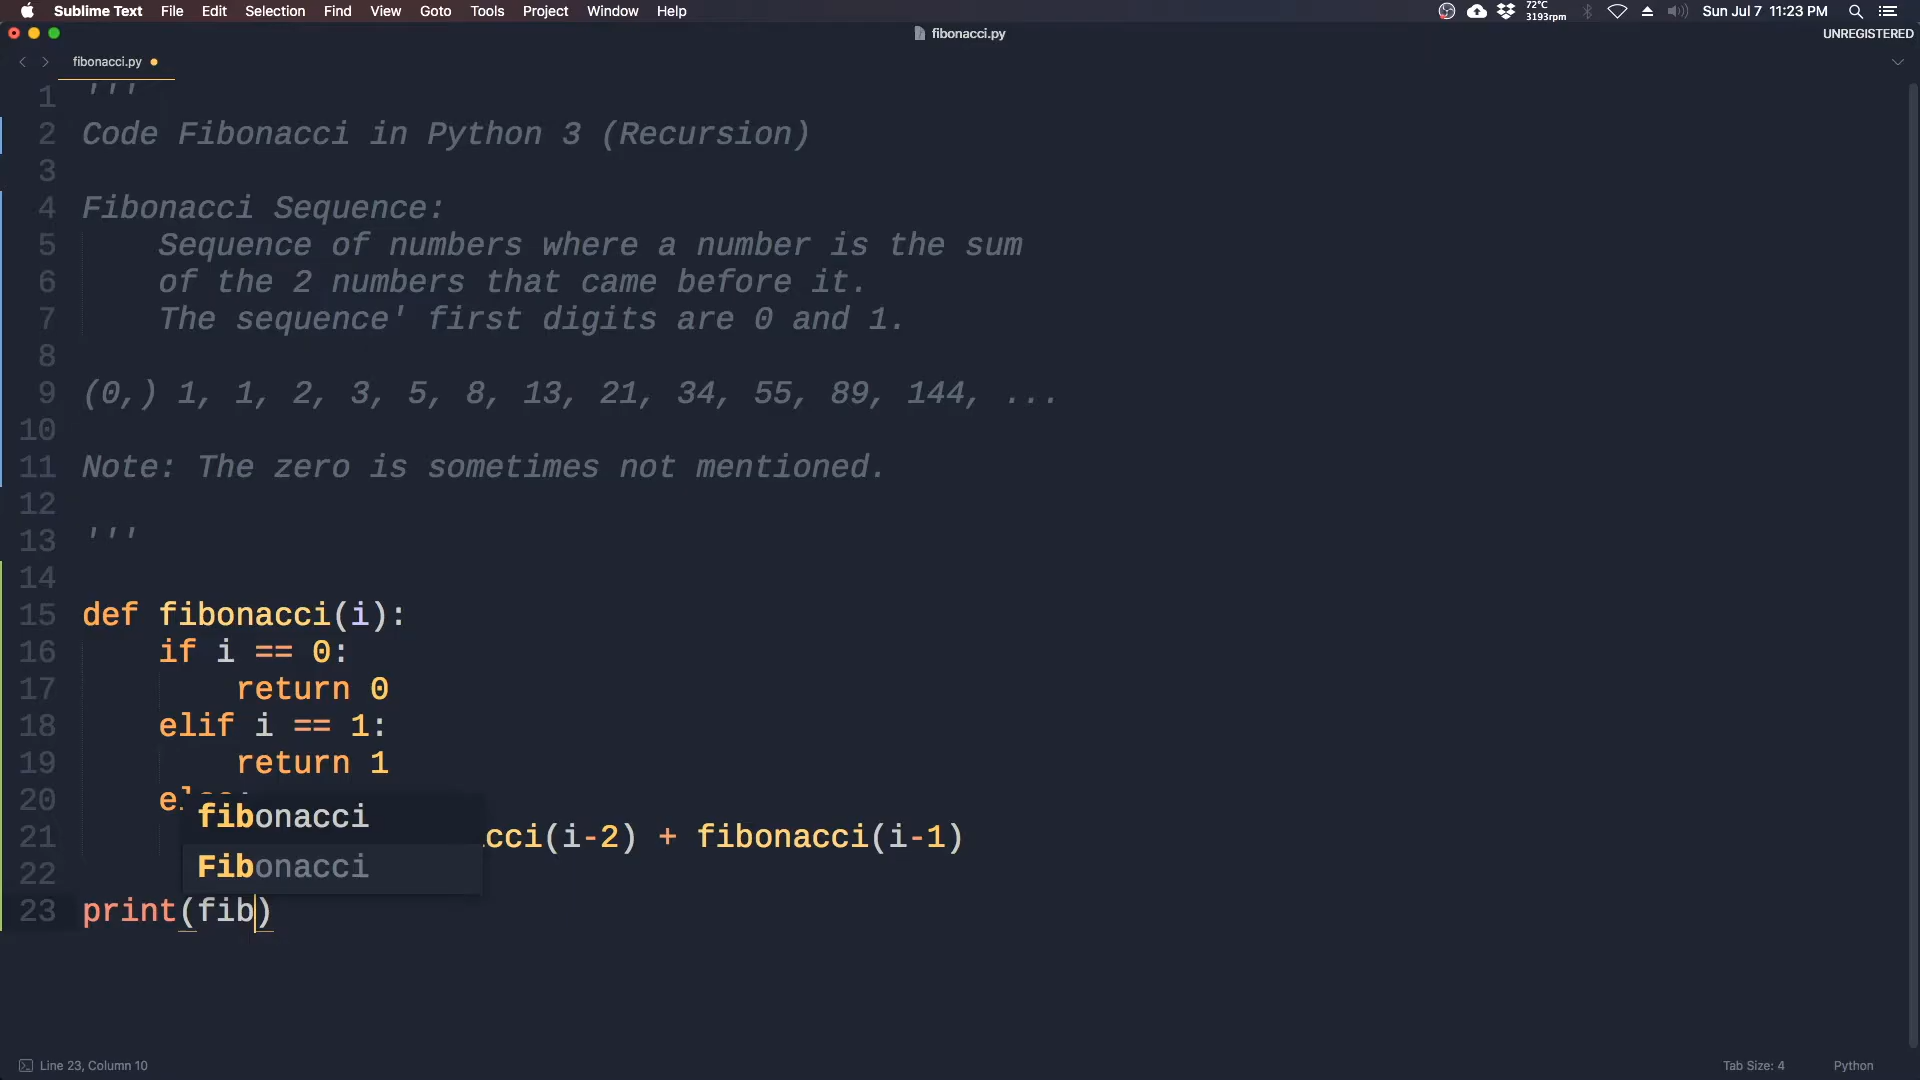 Sublime Text File Edit Selection Find View Goto Tools Project Window Help 72°C 3193rpm Sun Jul 7 11:23 PM
fibonacci.py UNREGISTERED
fibonacci.py
1 '''
2 Code Fibonacci in Python 3 (Recursion)
3
4 Fibonacci Sequence:
5 Sequence of numbers where a number is the sum
6 of the 2 numbers that came before it.
7 The sequence' first digits are 0 and 1.
8
9 (0,) 1, 1, 2, 3, 5, 8, 13, 21, 34, 55, 89, 144, ...
10
11 Note: The zero is sometimes not mentioned.
12
13 '''
14
15 def fibonacci(i):
16 if i == 0:
17 return 0
18 elif i == 1:
19 return 1
20
fibonacci
21 cci(i-2) + fibonacci(i-1)
Fibonacci
22
23 print(fib)
Line 23, Column 10 Tab Size: 4 Python